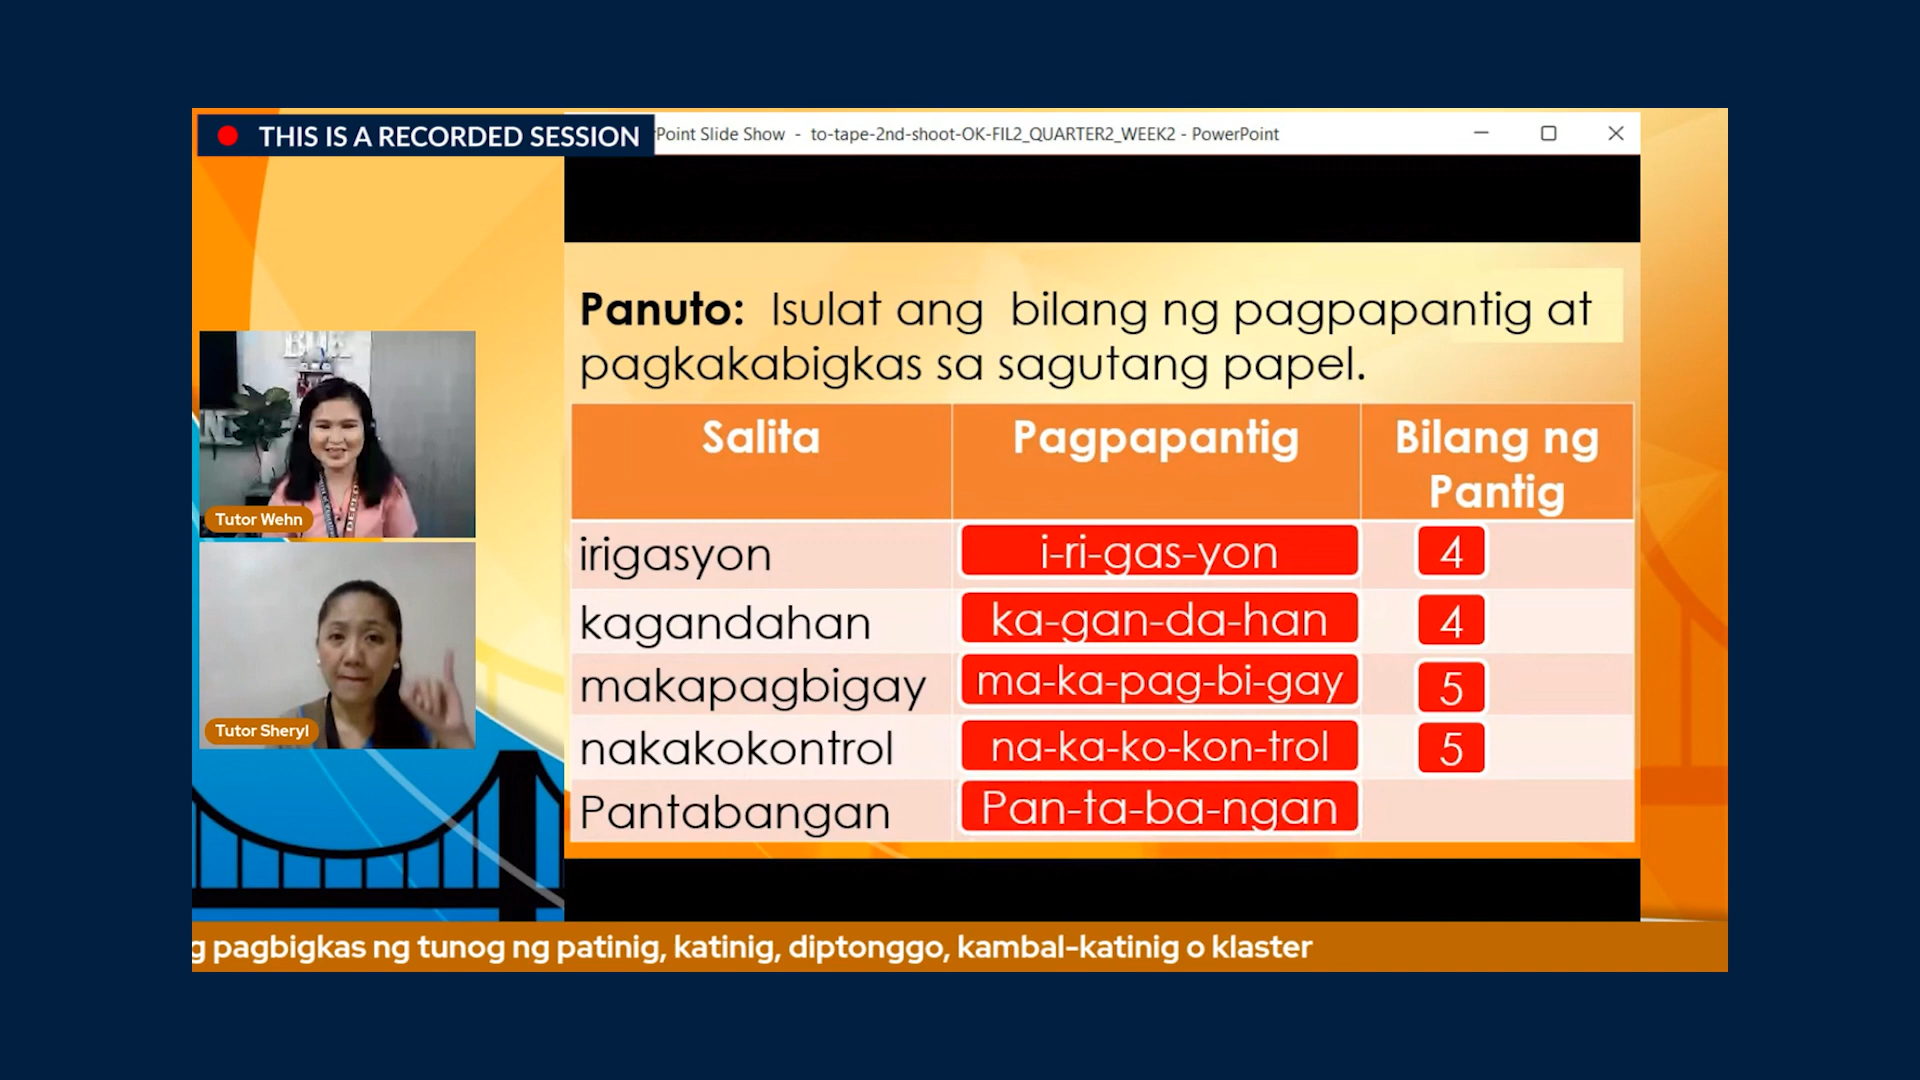 THIS IS A RECORDED SESSION
Point Slide Show - to-tape-2nd-shoot-OK-FIL2_QUARTER2_WEEK2 - PowerPoint
Panuto: Isulat ang bilang ng pagpapantig at
pagkakabigkas sa sagutang papel.
Salita Pagpapantig Bilang ng
Pantig
irigasyon i-ri-gas-yon 4
kagandahan ka-gan-da-han 4
makapagbigay ma-ka-pag-bi-gay 5
nakakokontrol na-ka-ko-kon-trol 5
Pantabangan Pan-ta-ba-ngan
Tutor Wehn
Tutor Sheryl
g pagbigkas ng tunog ng patinig, katinig, diptonggo, kambal-katinig o klaster